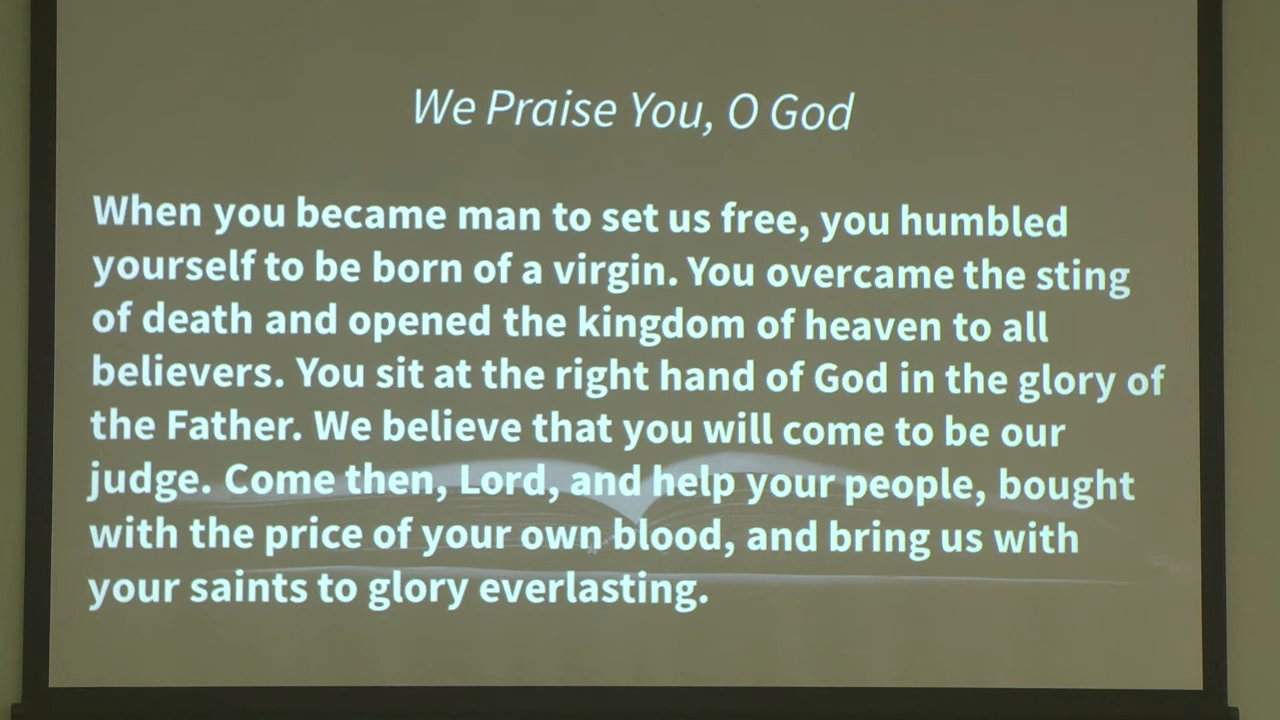 We Praise You, O God
When you became man to set us free, you humbled
yourself to be born of a virgin. You overcame the sting
of death and opened the kingdom of heaven to all
believers. You sit at the right hand of God in the glory of
the Father. We believe that you will come to be our
judge. Come then, Lord, and help your people, bought
with the price of your own blood, and bring us with
your saints to glory everlasting.